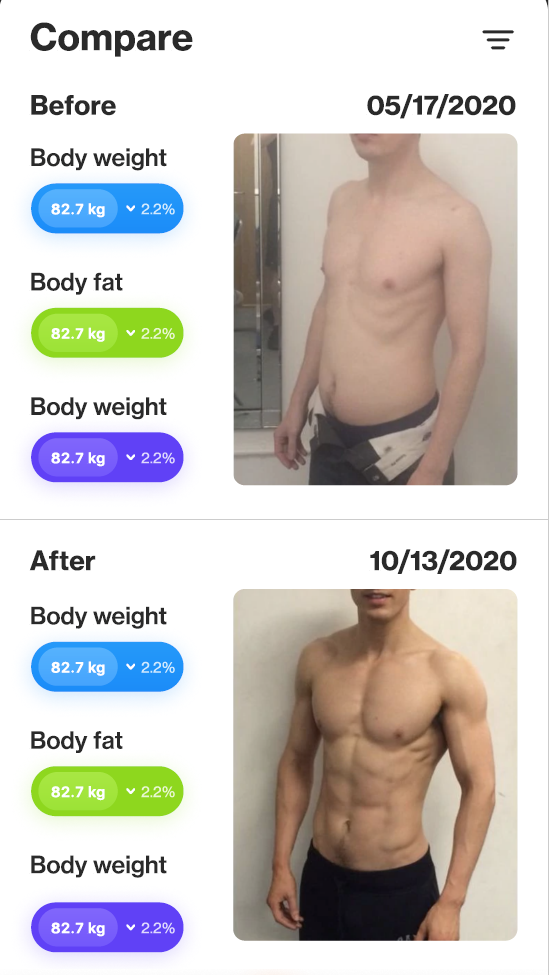 Compare
Before
05/17/2020
Body weight
82.7 kg 2.2%
Body fat
82.7 kg 2.2%
Body weight
82.7 kg 2.2%
After
10/13/2020
Body weight
82.7 kg 2.2%
Body fat
82.7 kg 2.2%
Body weight
82.7 kg 2.2%